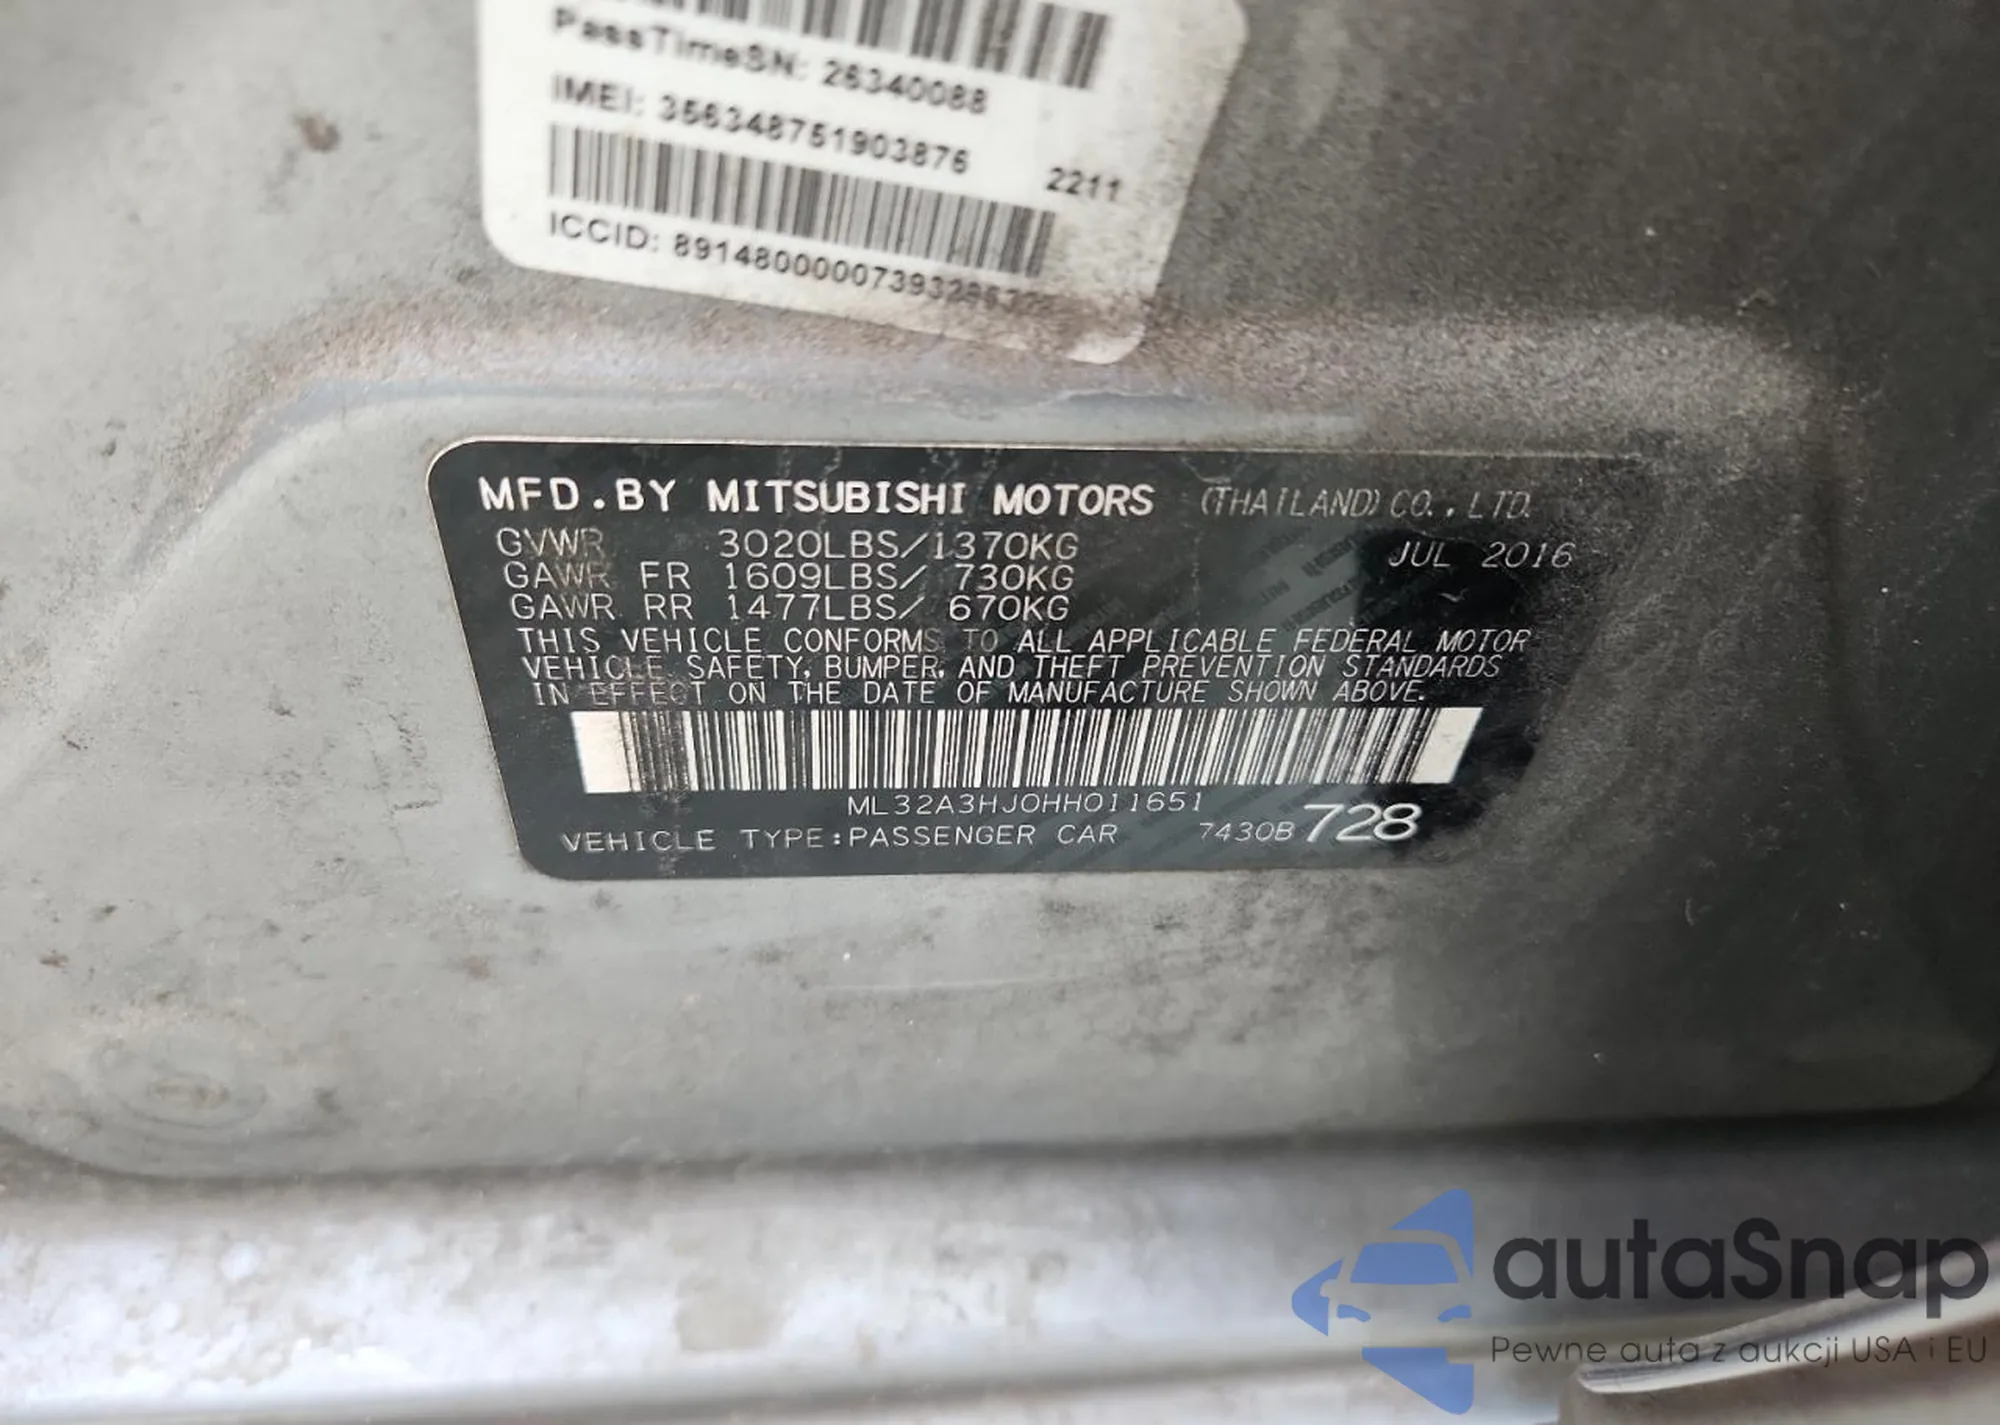 PassTimeSN: 26340088
IMEI: 356348751903876
2211
ICCID: 8914800000739328
MFD.BY MITSUBISHI MOTORS (THAILAND) CO., LTD.
GVWR 3020LBS/1370KG JUL 2016
GAWR FR 1609LBS/ 730KG
GAWR RR 1477LBS/ 670KG
THIS VEHICLE CONFORMS TO ALL APPLICABLE FEDERAL MOTOR
VEHICLE SAFETY, BUMPER, AND THEFT PREVENTION STANDARDS
IN EFFECT ON THE DATE OF MANUFACTURE SHOWN ABOVE.
ML32A3HJ0HH011651
VEHICLE TYPE:PASSENGER CAR 7430B 728
autaSnap
Pewne auta z aukcji USA i EU